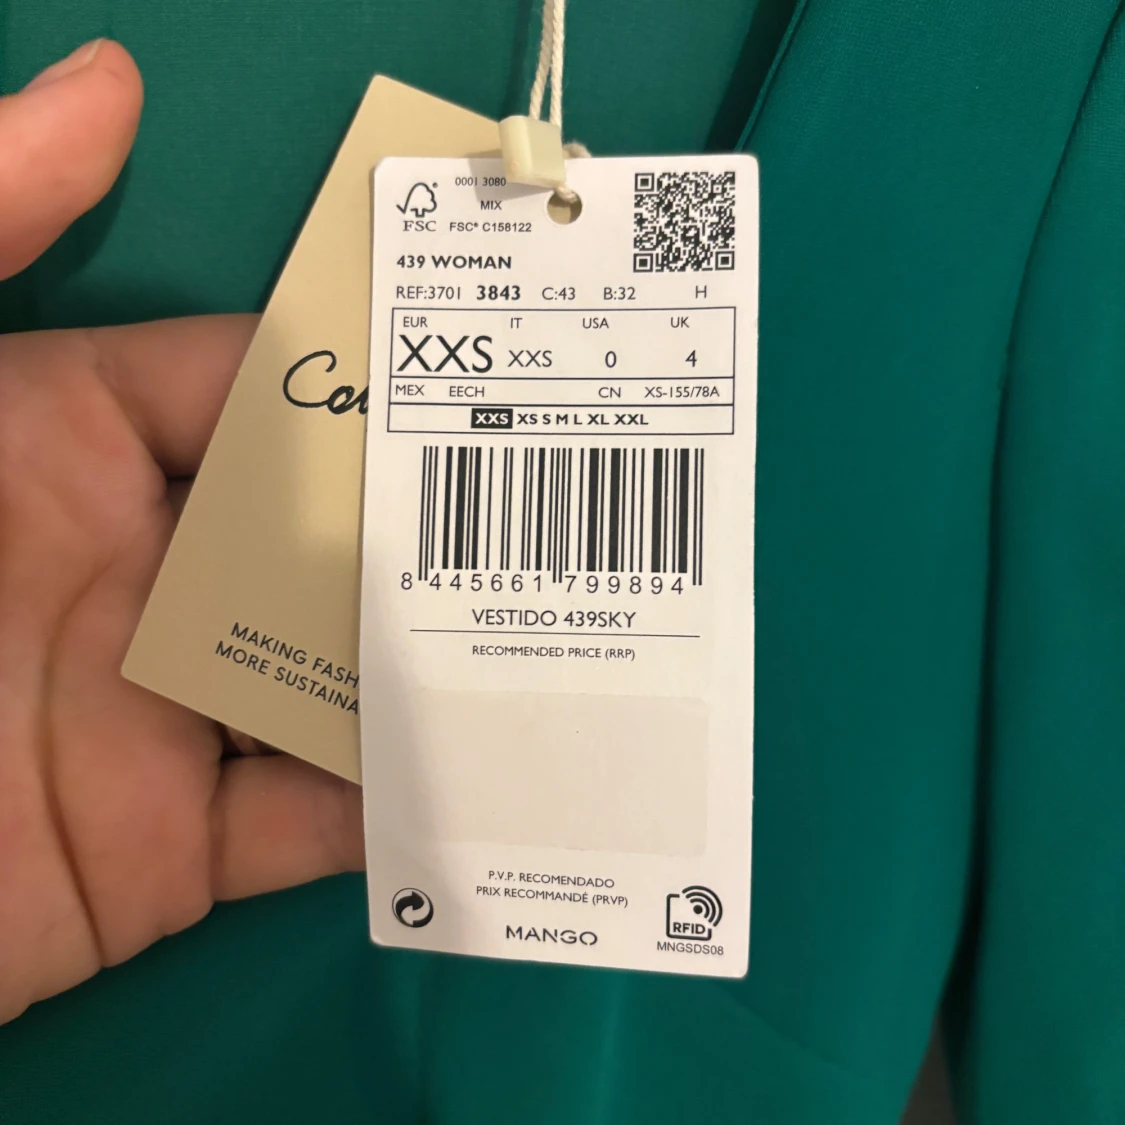 0001 3080
MIX
FSC FSC® C158122
439 WOMAN
REF:3701 3843 C:43 B:32 H
EUR IT USA UK
XXS XXS 0 4
MEX EECH CN XS-155/78A
XXS XS S M L XL XXL
8 445661 799894
VESTIDO 439SKY
RECOMMENDED PRICE (RRP)
P.V.P. RECOMENDADO
PRIX RECOMMANDÉ (PRVP)
MANGO
RFID
MNGSDS08
MAKING FASH
MORE SUSTAINA